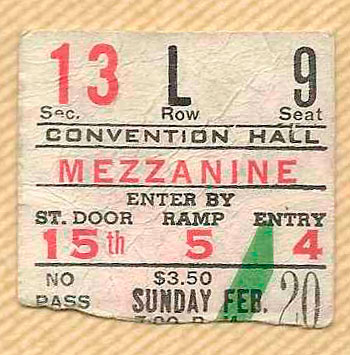 13 L 9
Sec. Row Seat
CONVENTION HALL
MEZZANINE
ENTER BY
ST. DOOR RAMP ENTRY
15th 5 4
NO $3.50
PASS SUNDAY FEB. 20